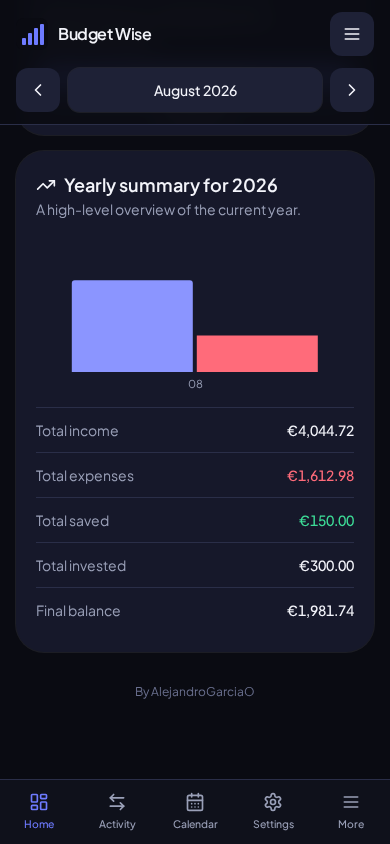 Budget Wise
August 2026
Yearly summary for 2026
A high-level overview of the current year.
08
Total income €4,044.72
Total expenses €1,612.98
Total saved €150.00
Total invested €300.00
Final balance €1,981.74
By AlejandroGarciaO
Home Activity Calendar Settings More